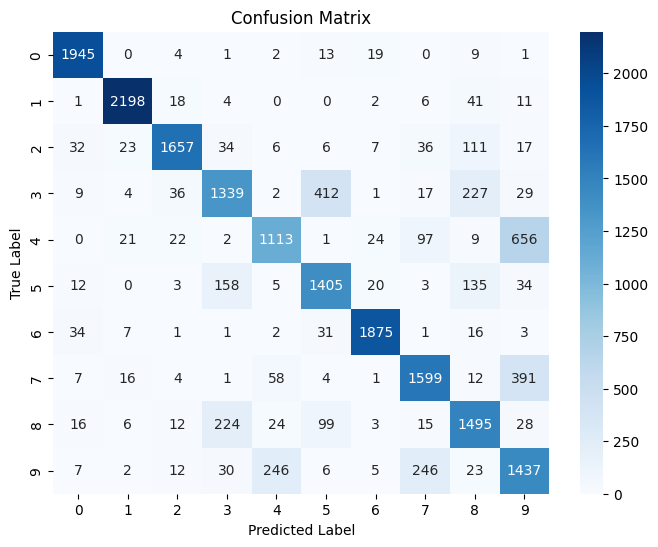 Confusion Matrix
0 1945 0 4 1 2 13 19 0 9 1
1 1 2198 18 4 0 0 2 6 41 11
2 32 23 1657 34 6 6 7 36 111 17
3 9 4 36 1339 2 412 1 17 227 29
4 0 21 22 2 1113 1 24 97 9 656
5 12 0 3 158 5 1405 20 3 135 34
6 34 7 1 1 2 31 1875 1 16 3
7 7 16 4 1 58 4 1 1599 12 391
8 16 6 12 224 24 99 3 15 1495 28
9 7 2 12 30 246 6 5 246 23 1437
0 1 2 3 4 5 6 7 8 9
Predicted Label
True Label
2000
1750
1500
1250
1000
750
500
250
0